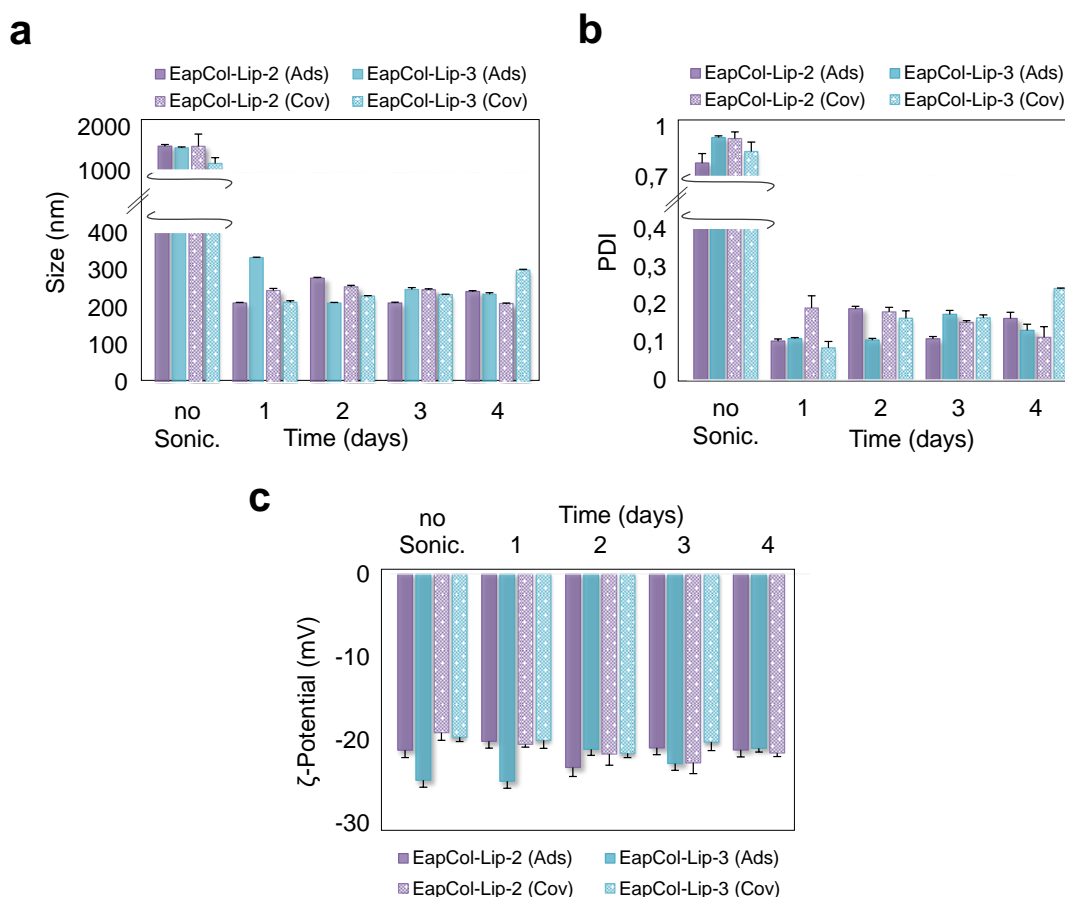 a
EapCol-Lip-2 (Ads) EapCol-Lip-3 (Ads)
EapCol-Lip-2 (Cov) EapCol-Lip-3 (Cov)
Size (nm)
2000
1000
400
300
200
100
0
no Sonic. 1 2 3 4
Time (days)
b
EapCol-Lip-2 (Ads) EapCol-Lip-3 (Ads)
EapCol-Lip-2 (Cov) EapCol-Lip-3 (Cov)
PDI
1
0,7
0,4
0,3
0,2
0,1
0
no Sonic. 1 2 3 4
Time (days)
c
Time (days)
no Sonic. 1 2 3 4
ζ-Potential (mV)
0
-10
-20
-30
EapCol-Lip-2 (Ads) EapCol-Lip-3 (Ads)
EapCol-Lip-2 (Cov) EapCol-Lip-3 (Cov)